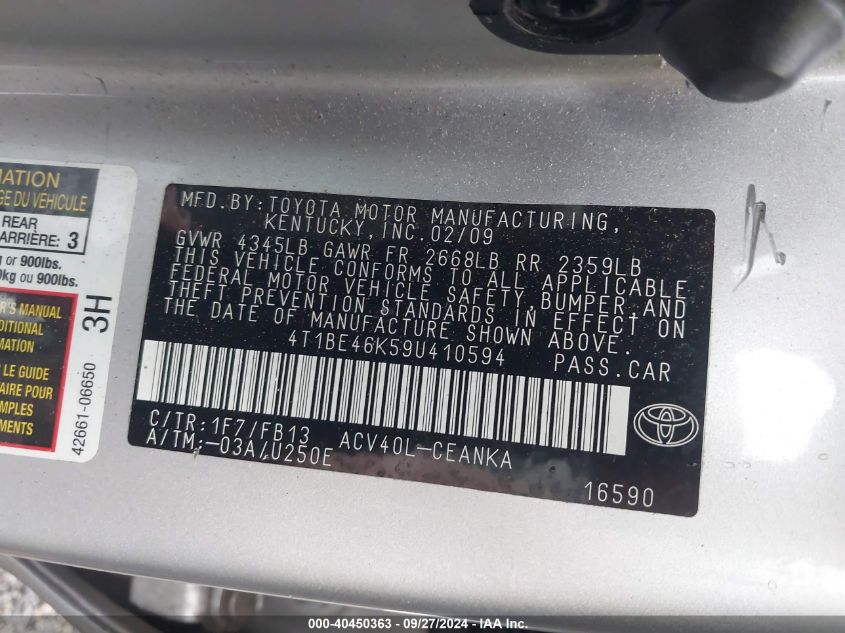 MATION
GE DU VÉHICULE
REAR
ARRIÈRE: 3
g or 900lbs.
0kg ou 900lbs.
R'S MANUAL
DITIONAL
MATION
LE GUIDE
AIRE POUR
MPLES
MENTS
3H
42661-06650
MFD. BY: TOYOTA MOTOR MANUFACTURING,
KENTUCKY, INC. 02/09
GVWR 4345LB GAWR FR 2668LB RR 2359LB
THIS VEHICLE CONFORMS TO ALL APPLICABLE
FEDERAL MOTOR VEHICLE SAFETY, BUMPER, AND
THEFT PREVENTION STANDARDS IN EFFECT ON
THE DATE OF MANUFACTURE SHOWN ABOVE.
4T1BE46K59U410594 PASS. CAR
C/TR: 1F7/FB13 ACV40L-CEANKA
A/TM: -03A/U250E
16590
000-40450363 - 09/27/2024 - IAA Inc.